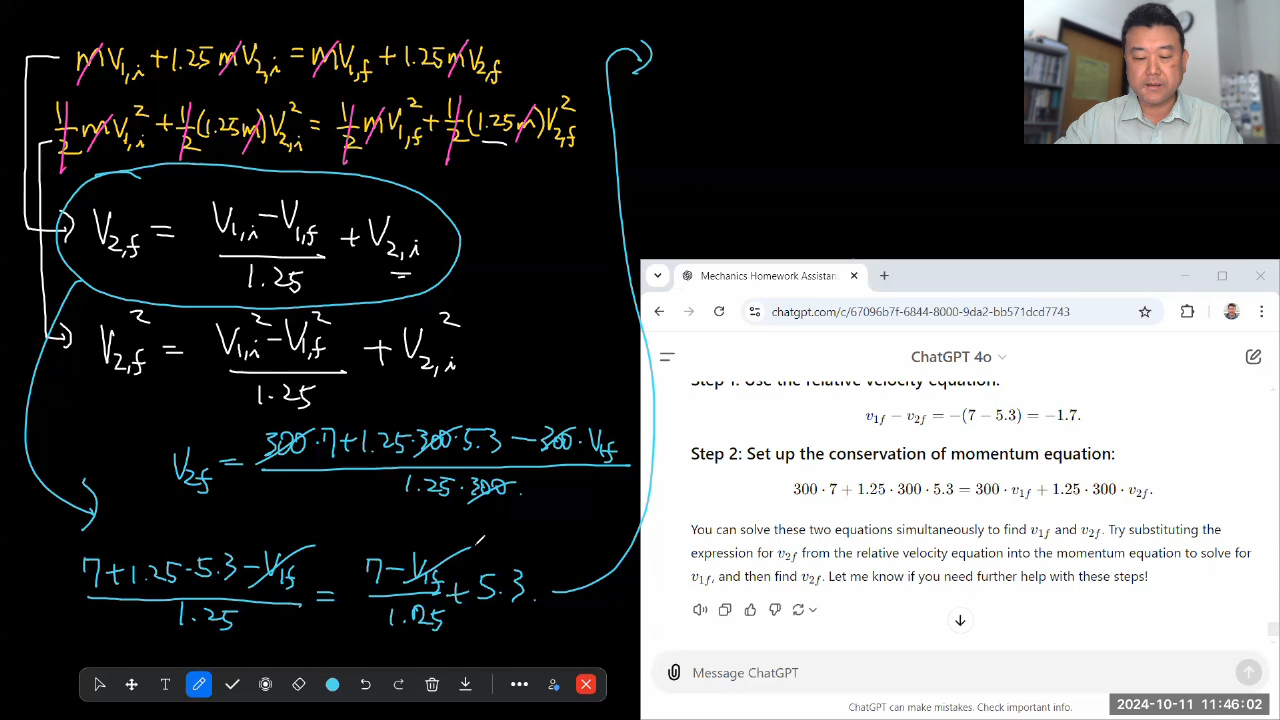 mV1,i + 1.25 mV2,i = mV1,f + 1.25 mV2,f
1/2 mV1,i² + 1/2 (1.25m) V2,i² = 1/2 mV1,f² + 1/2 (1.25m) V2,f²
V2,f = (V1,i − V1,f)/1.25 + V2,i
V2,f² = (V1,i² − V1,f²)/1.25 + V2,i²
V2f = (300·7 + 1.25·300·5.3 − 300·V1f)/(1.25·300.)
(7 + 1.25·5.3 − V1f)/1.25 = (7 − V1f)/1.25 + 5.3.
Mechanics Homework Assistan
chatgpt.com/c/67096b7f-6844-8000-9da2-bb571dcd7743
ChatGPT 4o
Step 1: Use the relative velocity equation:
v1f − v2f = −(7 − 5.3) = −1.7.
Step 2: Set up the conservation of momentum equation:
300 · 7 + 1.25 · 300 · 5.3 = 300 · v1f + 1.25 · 300 · v2f.
You can solve these two equations simultaneously to find v1f and v2f. Try substituting the
expression for v2f from the relative velocity equation into the momentum equation to solve for
v1f, and then find v2f. Let me know if you need further help with these steps!
Message ChatGPT
ChatGPT can make mistakes. Check important info.
2024-10-11 11:46:02
T